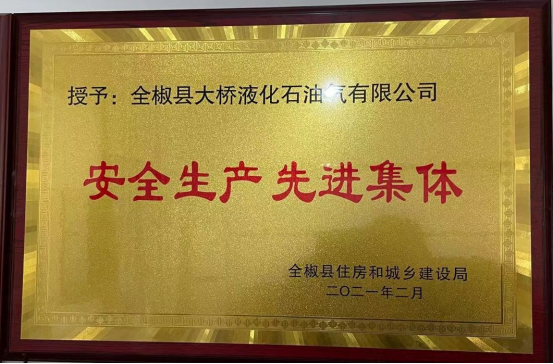 授予：全椒县大桥液化石油气有限公司
安全生产先进集体
全椒县住房和城乡建设局
二〇二一年二月